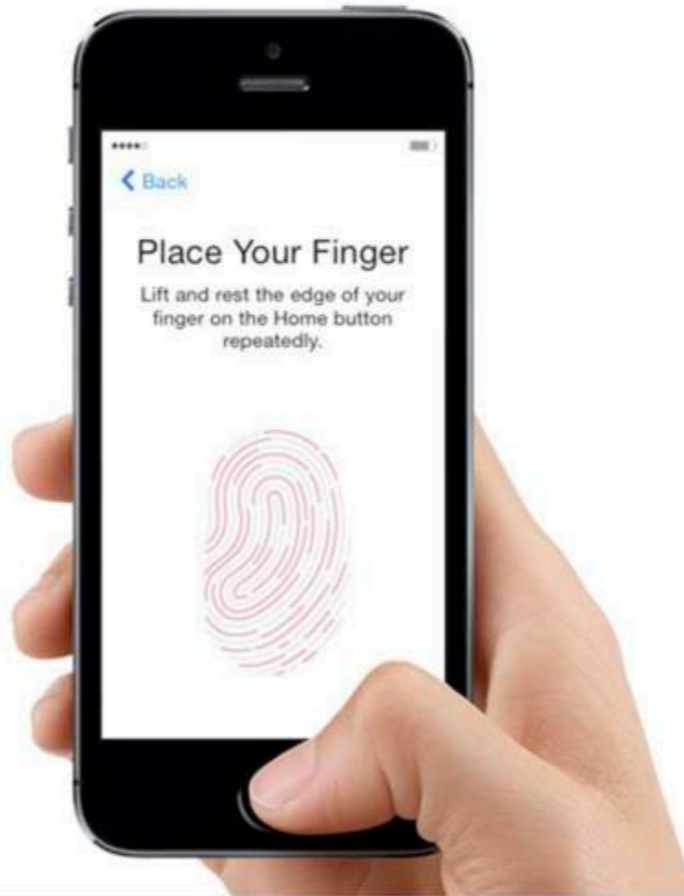 Back
Place Your Finger
Lift and rest the edge of your
finger on the Home button
repeatedly.